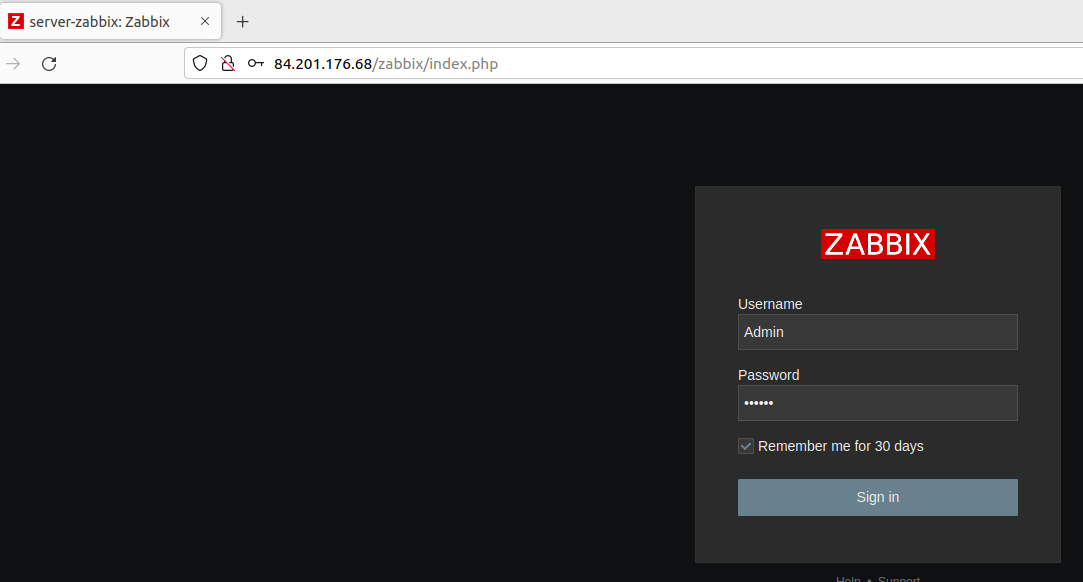 Z server-zabbix: Zabbix
84.201.176.68/zabbix/index.php
ZABBIX
Username
Admin
Password
••••••
Remember me for 30 days
Sign in
Help • Support